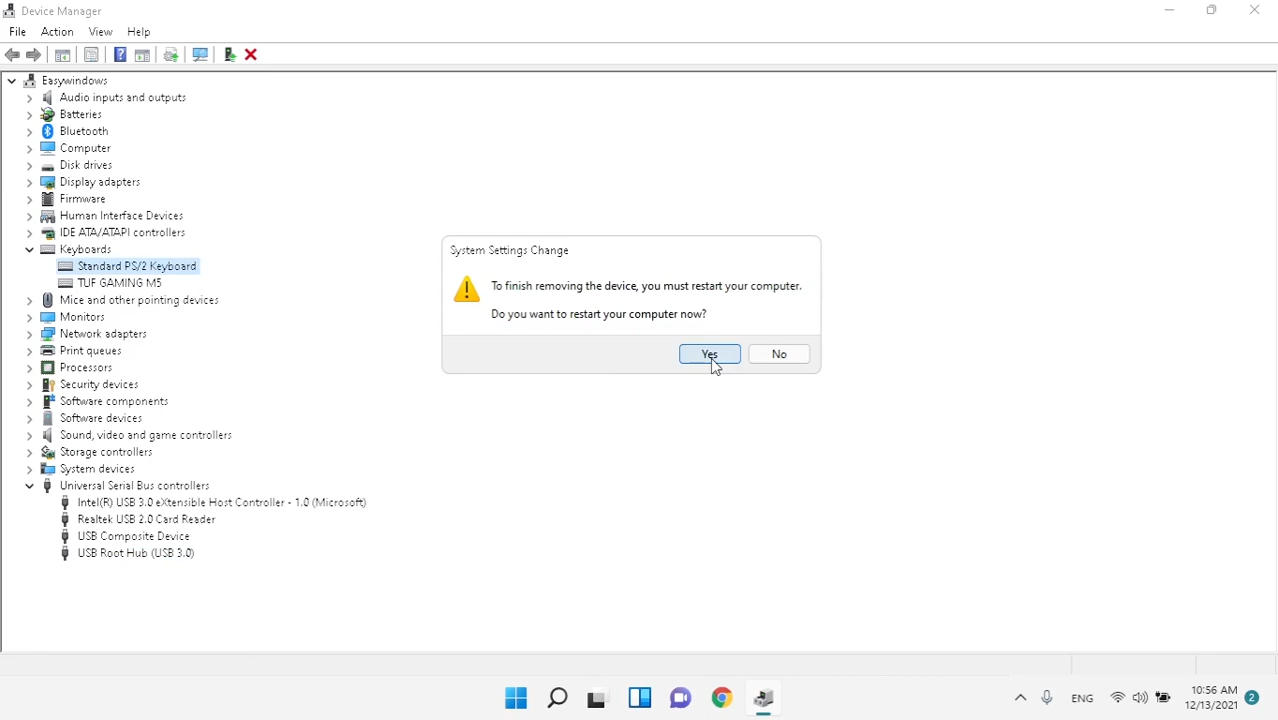 Device Manager
File Action View Help
Easywindows
Audio inputs and outputs
Batteries
Bluetooth
Computer
Disk drives
Display adapters
Firmware
Human Interface Devices
IDE ATA/ATAPI controllers
Keyboards
Standard PS/2 Keyboard
TUF GAMING M5
Mice and other pointing devices
Monitors
Network adapters
Print queues
Processors
Security devices
Software components
Software devices
Sound, video and game controllers
Storage controllers
System devices
Universal Serial Bus controllers
Intel(R) USB 3.0 eXtensible Host Controller - 1.0 (Microsoft)
Realtek USB 2.0 Card Reader
USB Composite Device
USB Root Hub (USB 3.0)
System Settings Change
To finish removing the device, you must restart your computer.
Do you want to restart your computer now?
Yes No
ENG
10:56 AM
12/13/2021
2